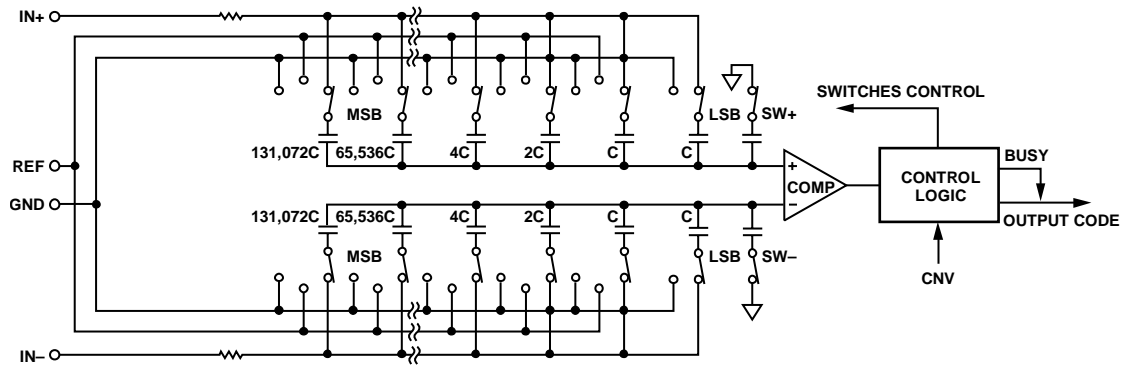 IN+
SWITCHES CONTROL
MSB
LSB
SW+
131,072C
65,536C
4C
2C
C
C
BUSY
REF
+
COMP
CONTROL
LOGIC
GND
−
OUTPUT CODE
131,072C
65,536C
4C
2C
C
C
MSB
LSB
SW−
CNV
IN−